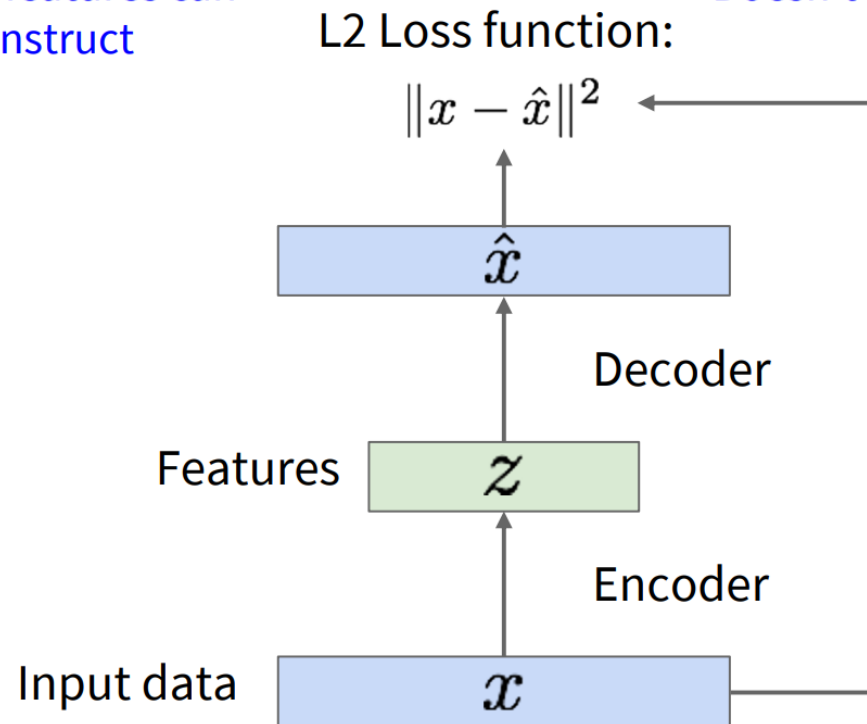 nstruct
L2 Loss function:
‖x − x̂‖²
x̂
Decoder
Features
z
Encoder
Input data
x